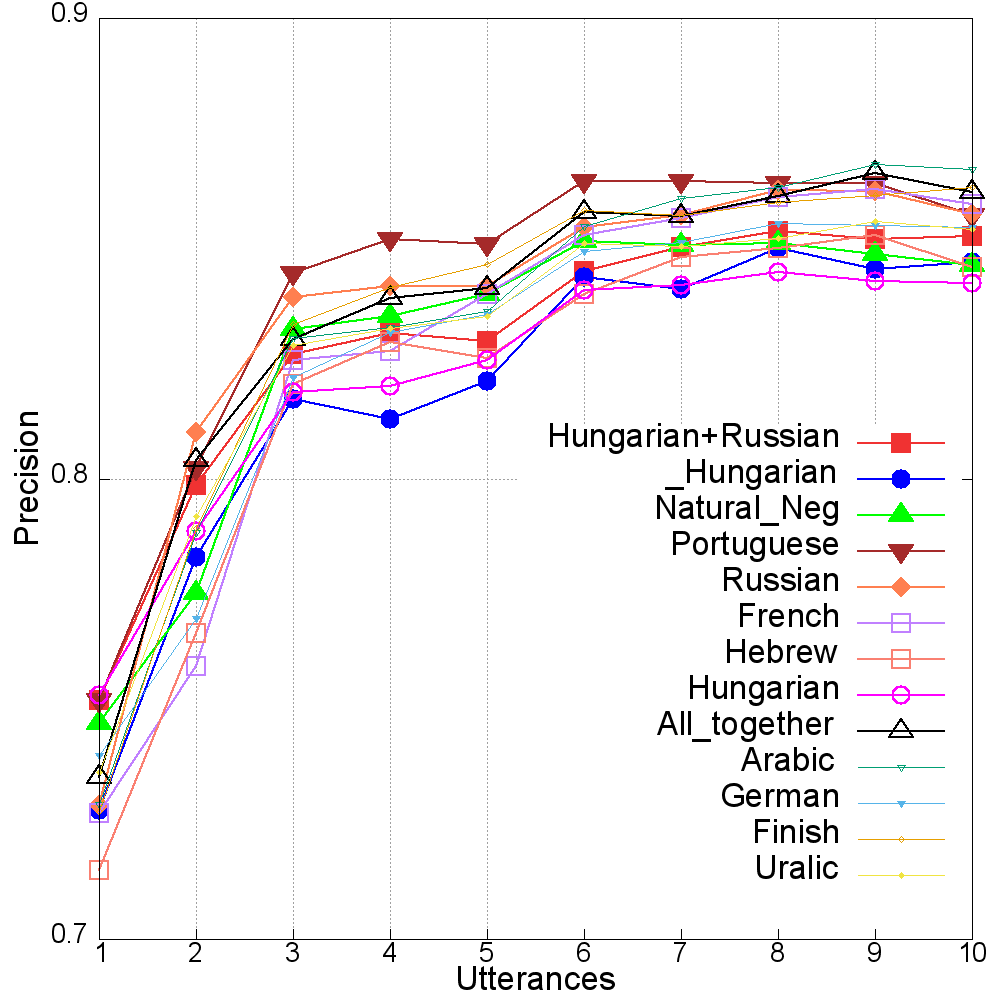 0.9
0.8
0.7
Precision
Hungarian+Russian
_Hungarian
Natural_Neg
Portuguese
Russian
French
Hebrew
Hungarian
All_together
Arabic
German
Finish
Uralic
1 2 3 4 5 6 7 8 9 10
Utterances